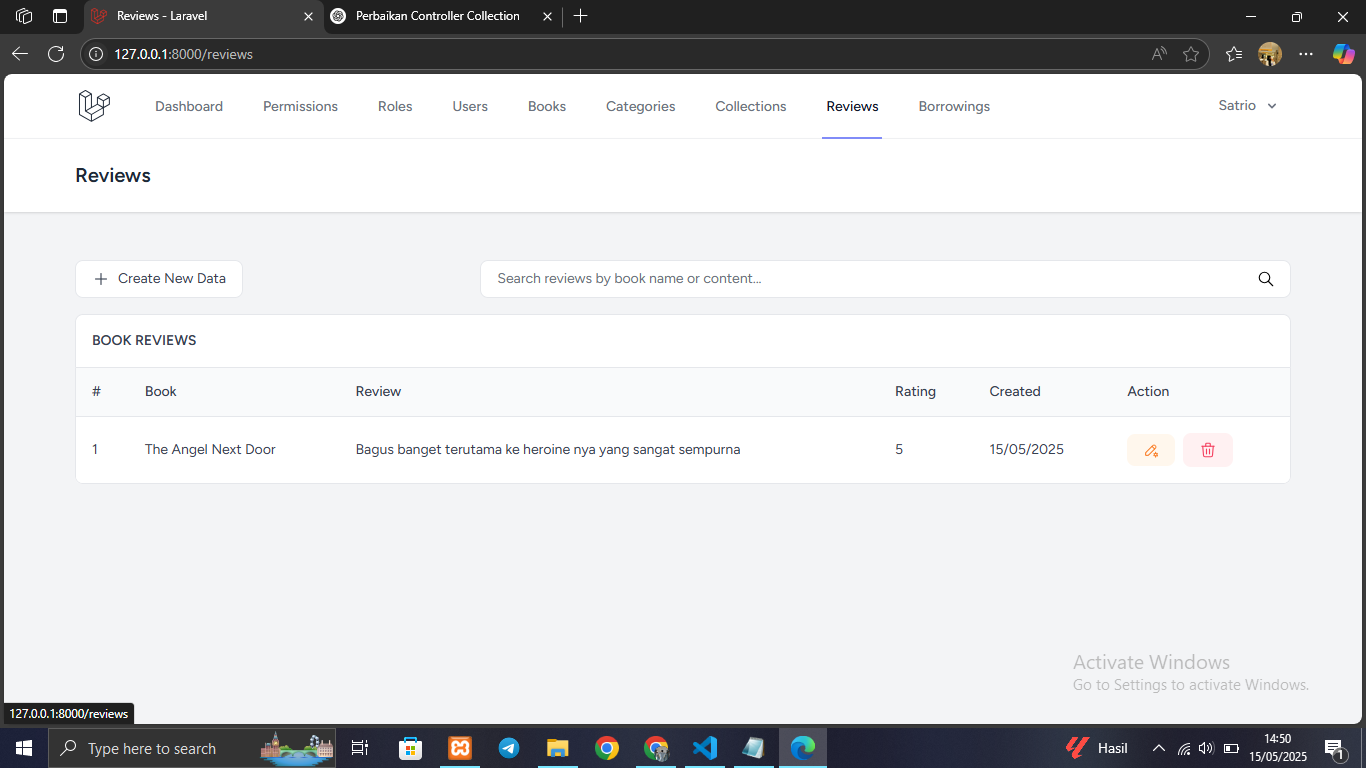 Reviews - Laravel
Perbaikan Controller Collection
127.0.0.1:8000/reviews
Dashboard Permissions Roles Users Books Categories Collections Reviews Borrowings Satrio
Reviews
Create New Data
Search reviews by book name or content...
BOOK REVIEWS
# Book Review Rating Created Action
1 The Angel Next Door Bagus banget terutama ke heroine nya yang sangat sempurna 5 15/05/2025
Activate Windows
Go to Settings to activate Windows.
127.0.0.1:8000/reviews
Type here to search
Hasil
14:50
15/05/2025
1